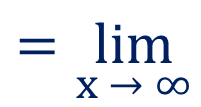 = lim
x → ∞